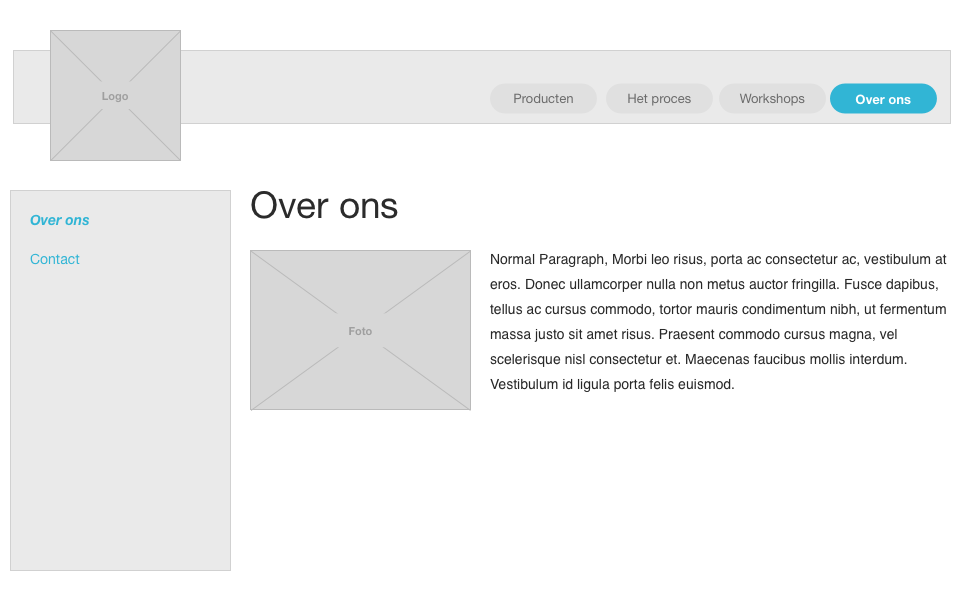 Logo
Producten
Het proces
Workshops
Over ons
Over ons
Contact
Over ons
Foto
Normal Paragraph, Morbi leo risus, porta ac consectetur ac, vestibulum at
eros. Donec ullamcorper nulla non metus auctor fringilla. Fusce dapibus,
tellus ac cursus commodo, tortor mauris condimentum nibh, ut fermentum
massa justo sit amet risus. Praesent commodo cursus magna, vel
scelerisque nisl consectetur et. Maecenas faucibus mollis interdum.
Vestibulum id ligula porta felis euismod.